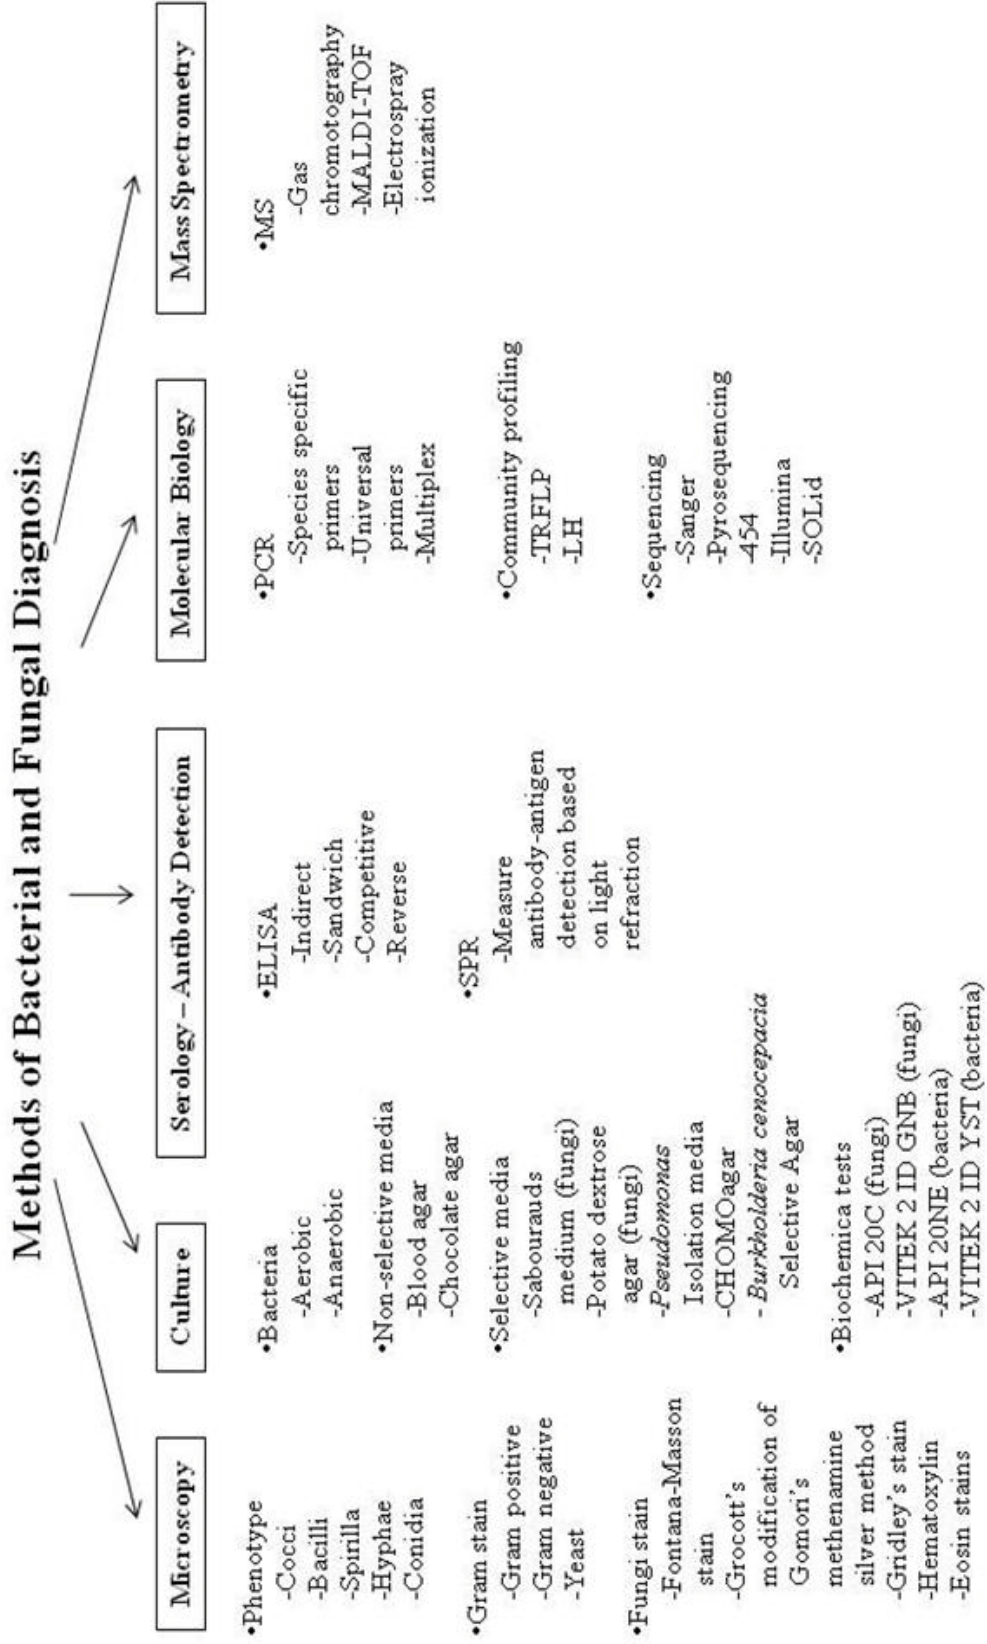 Methods of Bacterial and Fungal Diagnosis
Microscopy
•Phenotype
-Cocci
-Bacilli
-Spirilla
-Hyphae
-Conidia
•Gram stain
-Gram positive
-Gram negative
-Yeast
•Fungi stain
-Fontana-Masson
stain
-Grocott's
modification of
Gomori's
methenamine
silver method
-Gridley's stain
-Hematoxylin
-Eosin stains
Culture
•Bacteria
-Aerobic
-Anaerobic
•Non-selective media
-Blood agar
-Chocolate agar
•Selective media
-Sabourauds
medium (fungi)
-Potato dextrose
agar (fungi)
-Pseudomonas
Isolation media
-CHOMOagar
- Burkholderia cenocepacia
Selective Agar
•Biochemica tests
-API 20C (fungi)
-VITEK 2 ID GNB (fungi)
-API 20NE (bacteria)
-VITEK 2 ID YST (bacteria)
Serology – Antibody Detection
•ELISA
-Indirect
-Sandwich
-Competitive
-Reverse
•SPR
-Measure
antibody-antigen
detection based
on light
refraction
Molecular Biology
•PCR
-Species specific
primers
-Universal
primers
-Multiplex
•Community profiling
-TRFLP
-LH
•Sequencing
-Sanger
-Pyrosequencing
-454
-Illumina
-SOLid
Mass Spectrometry
•MS
-Gas
chromotography
-MALDI-TOF
-Electrospray
ionization